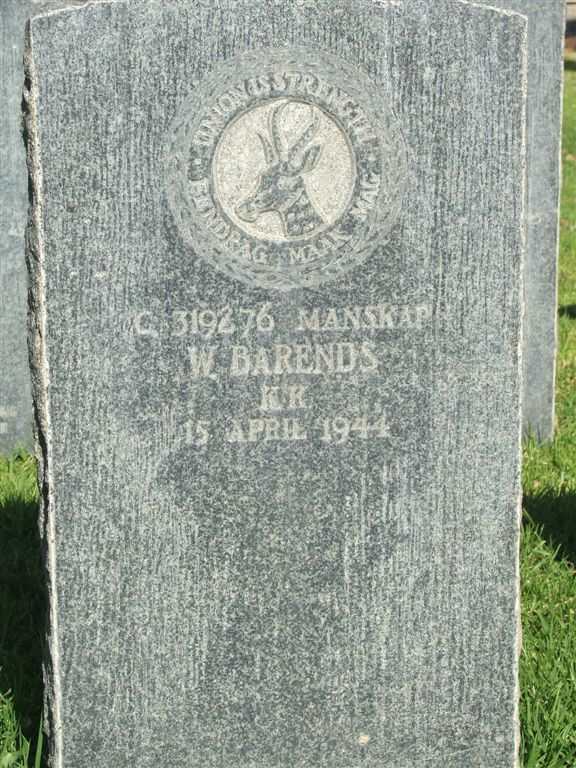 UNION IS STRENGTH
EENDRAG MAAK MAG
C. 319276 MANSKAP
W. BARENDS
K.K
15 APRIL 1944